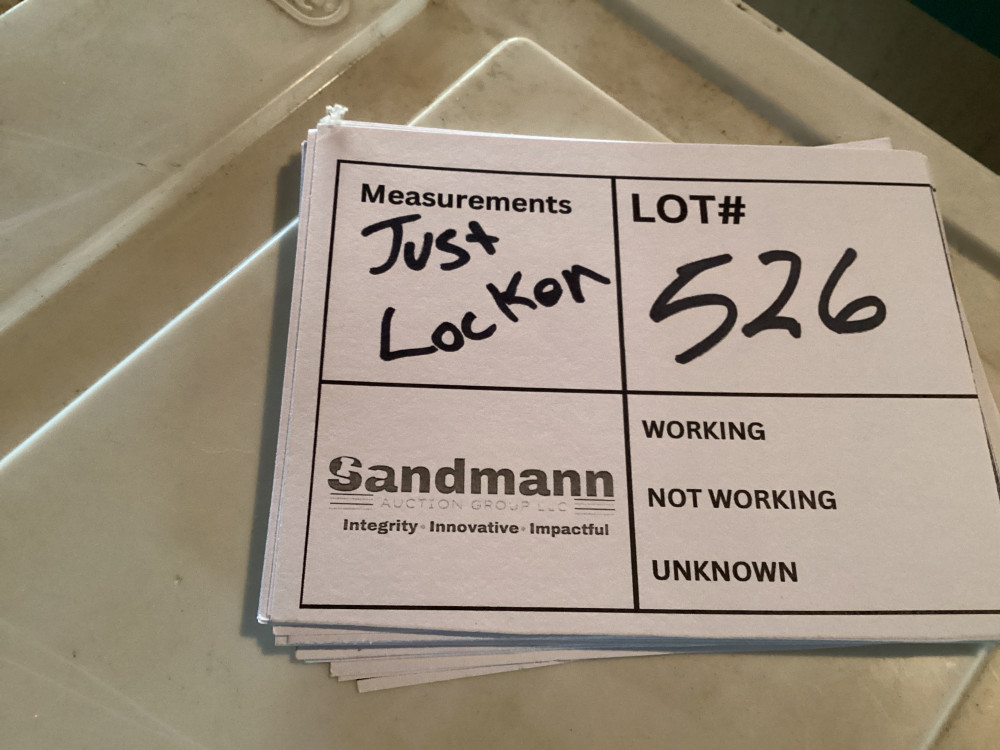 Measurements
Just
Lockon
LOT#
526
Sandmann
AUCTION GROUP LLC
Integrity • Innovative • Impactful
WORKING
NOT WORKING
UNKNOWN